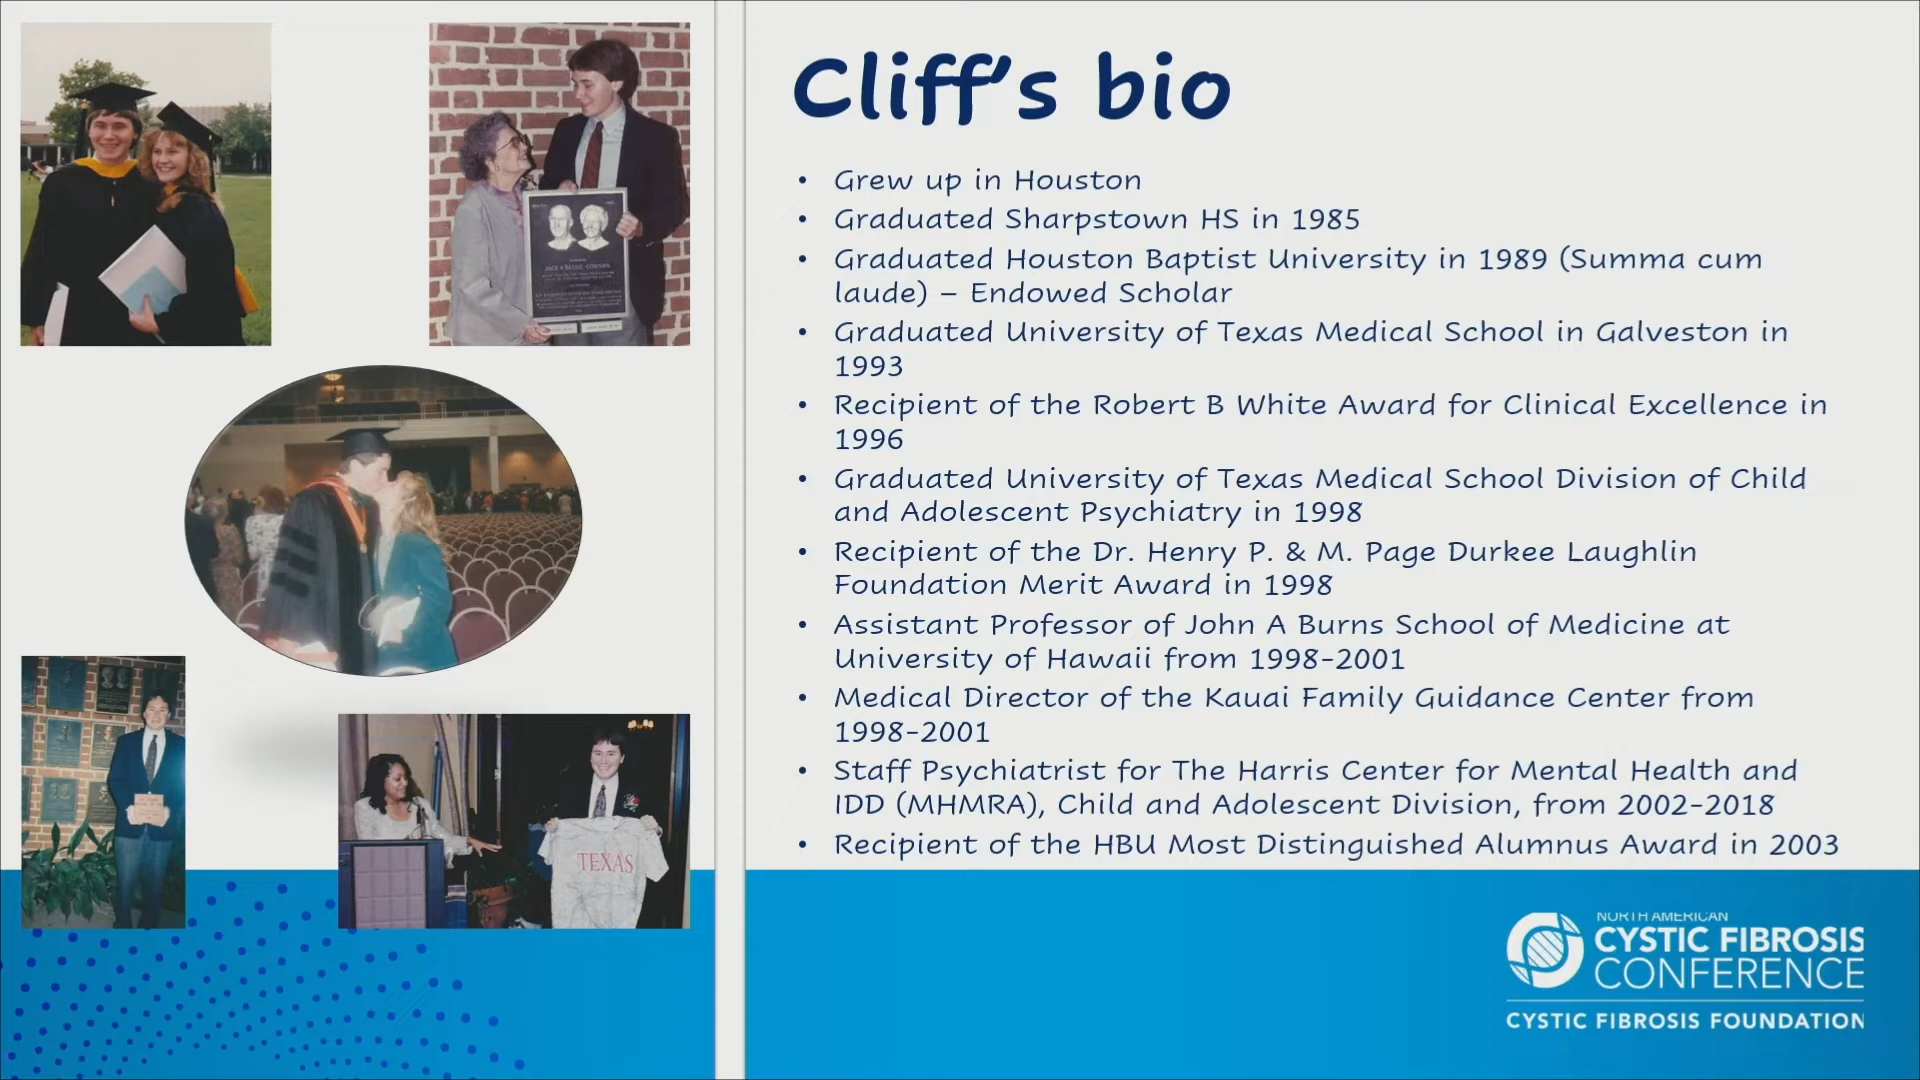 Cliff's bio
• Grew up in Houston
• Graduated Sharpstown HS in 1985
• Graduated Houston Baptist University in 1989 (Summa cum
laude) – Endowed Scholar
• Graduated University of Texas Medical School in Galveston in
1993
• Recipient of the Robert B White Award for Clinical Excellence in
1996
• Graduated University of Texas Medical School Division of Child
and Adolescent Psychiatry in 1998
• Recipient of the Dr. Henry P. & M. Page Durkee Laughlin
Foundation Merit Award in 1998
• Assistant Professor of John A Burns School of Medicine at
University of Hawaii from 1998-2001
• Medical Director of the Kauai Family Guidance Center from
1998-2001
• Staff Psychiatrist for The Harris Center for Mental Health and
IDD (MHMRA), Child and Adolescent Division, from 2002-2018
• Recipient of the HBU Most Distinguished Alumnus Award in 2003
TEXAS
NORTH AMERICAN
CYSTIC FIBROSIS
CONFERENCE
CYSTIC FIBROSIS FOUNDATION